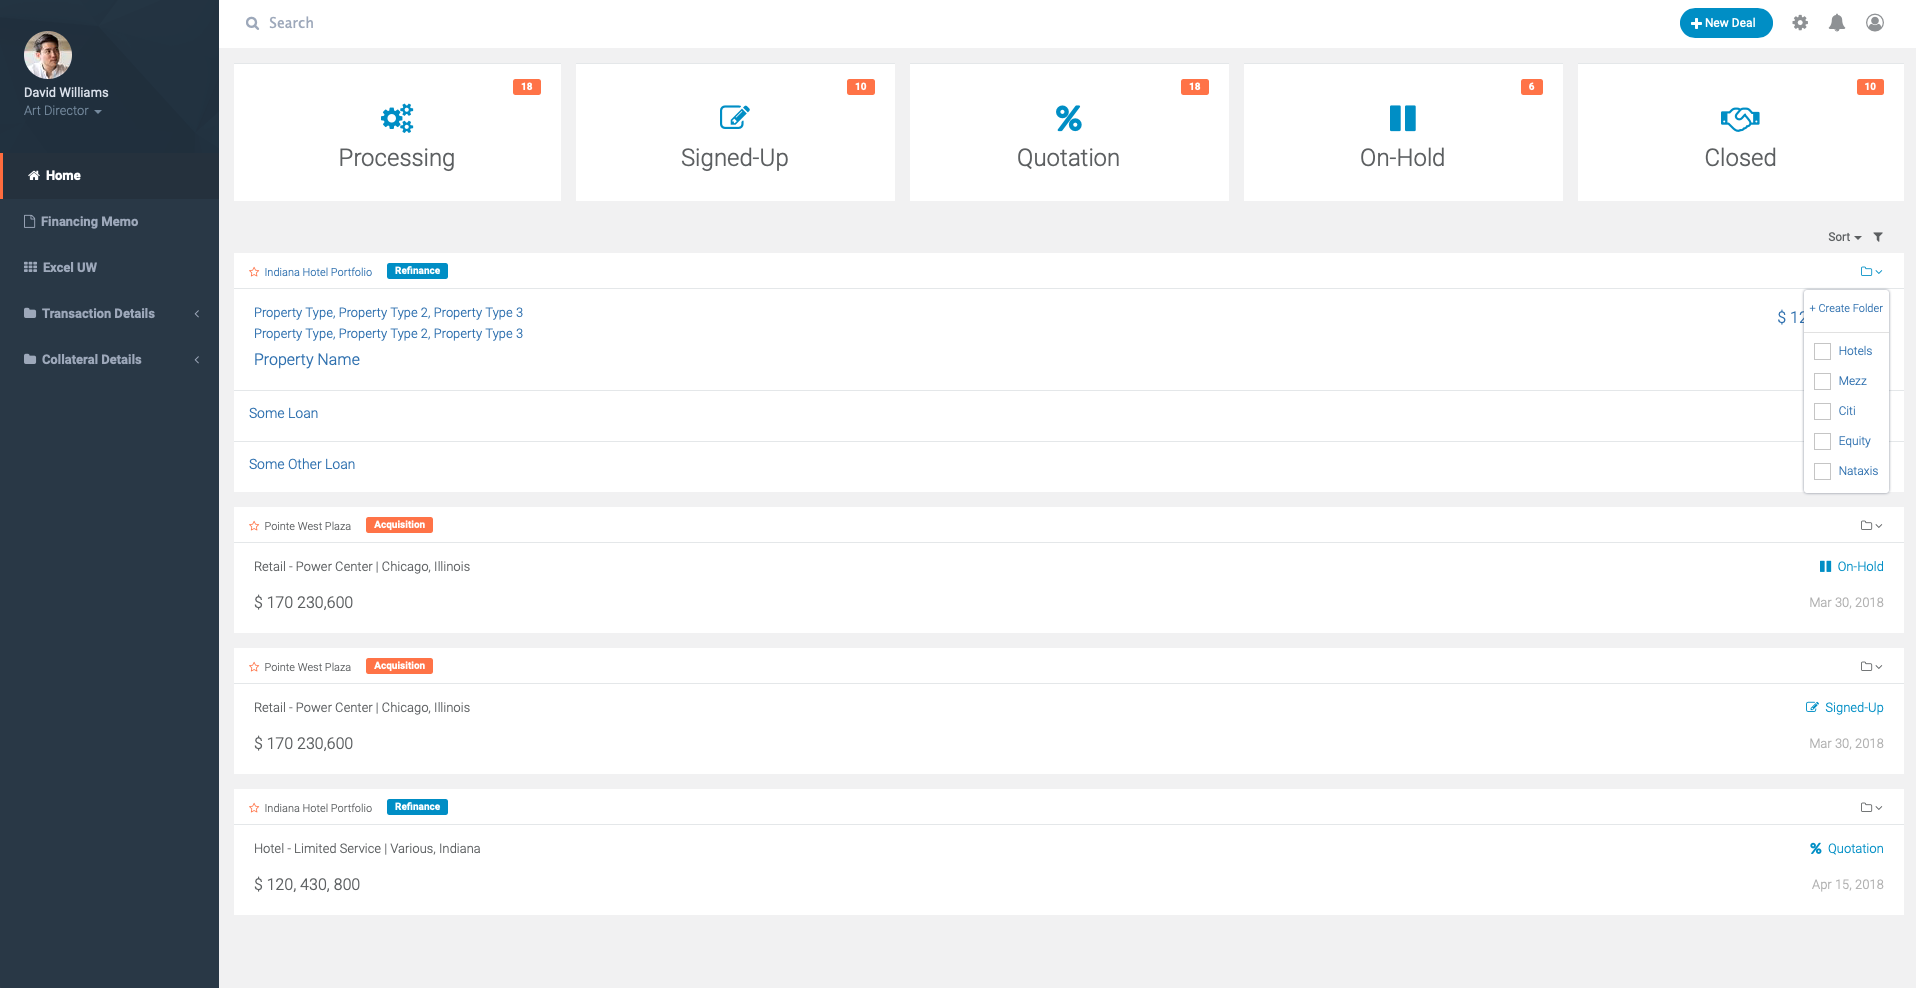 David Williams
Art Director
Home
Financing Memo
Excel UW
Transaction Details
Collateral Details
Search
New Deal
18
Processing
10
Signed-Up
18
Quotation
6
On-Hold
10
Closed
Sort
Indiana Hotel Portfolio Refinance
Property Type, Property Type 2, Property Type 3
Property Type, Property Type 2, Property Type 3
Property Name
$ 12
Some Loan
Some Other Loan
+ Create Folder
Hotels
Mezz
Citi
Equity
Nataxis
Pointe West Plaza Acquisition
Retail - Power Center | Chicago, Illinois
On-Hold
$ 170 230,600
Mar 30, 2018
Pointe West Plaza Acquisition
Retail - Power Center | Chicago, Illinois
Signed-Up
$ 170 230,600
Mar 30, 2018
Indiana Hotel Portfolio Refinance
Hotel - Limited Service | Various, Indiana
Quotation
$ 120, 430, 800
Apr 15, 2018